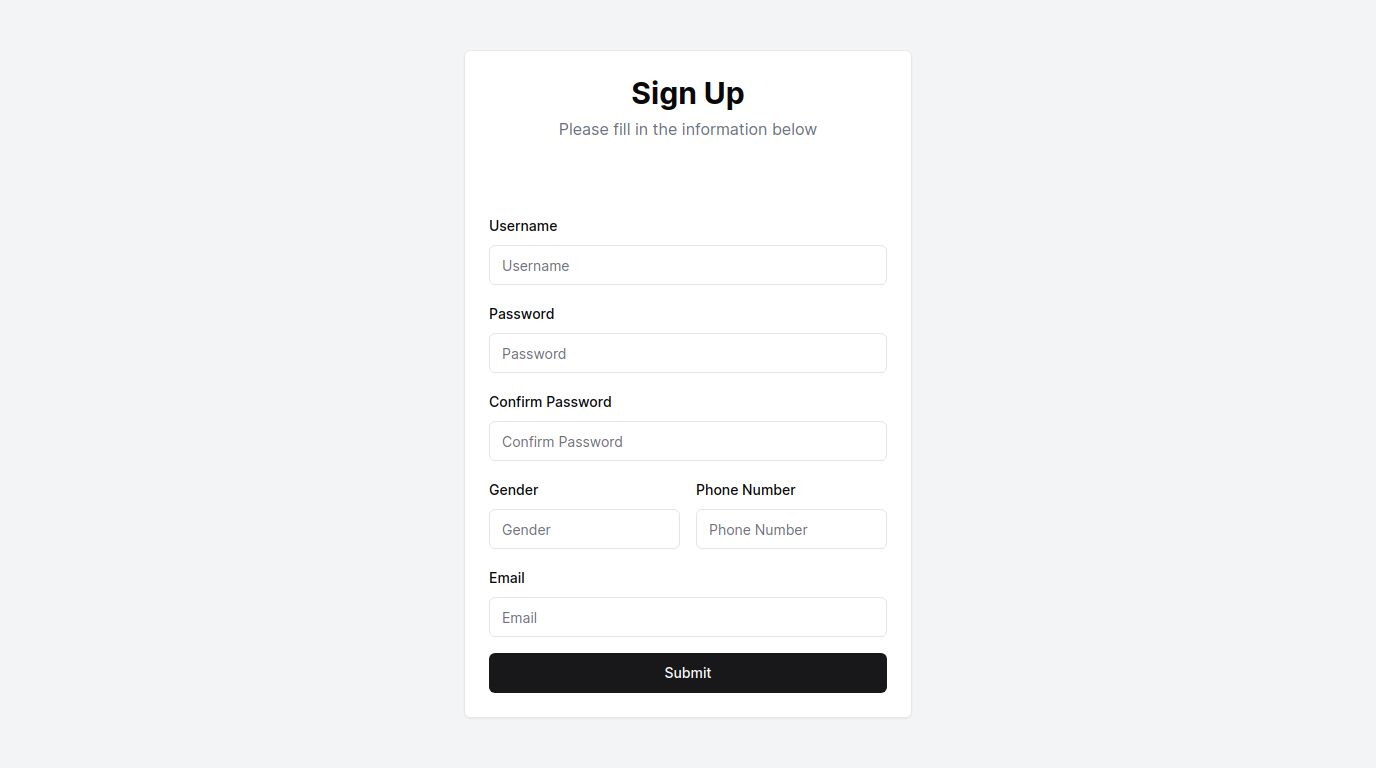 Sign Up
Please fill in the information below
Username
Username
Password
Password
Confirm Password
Confirm Password
Gender Phone Number
Gender Phone Number
Email
Email
Submit